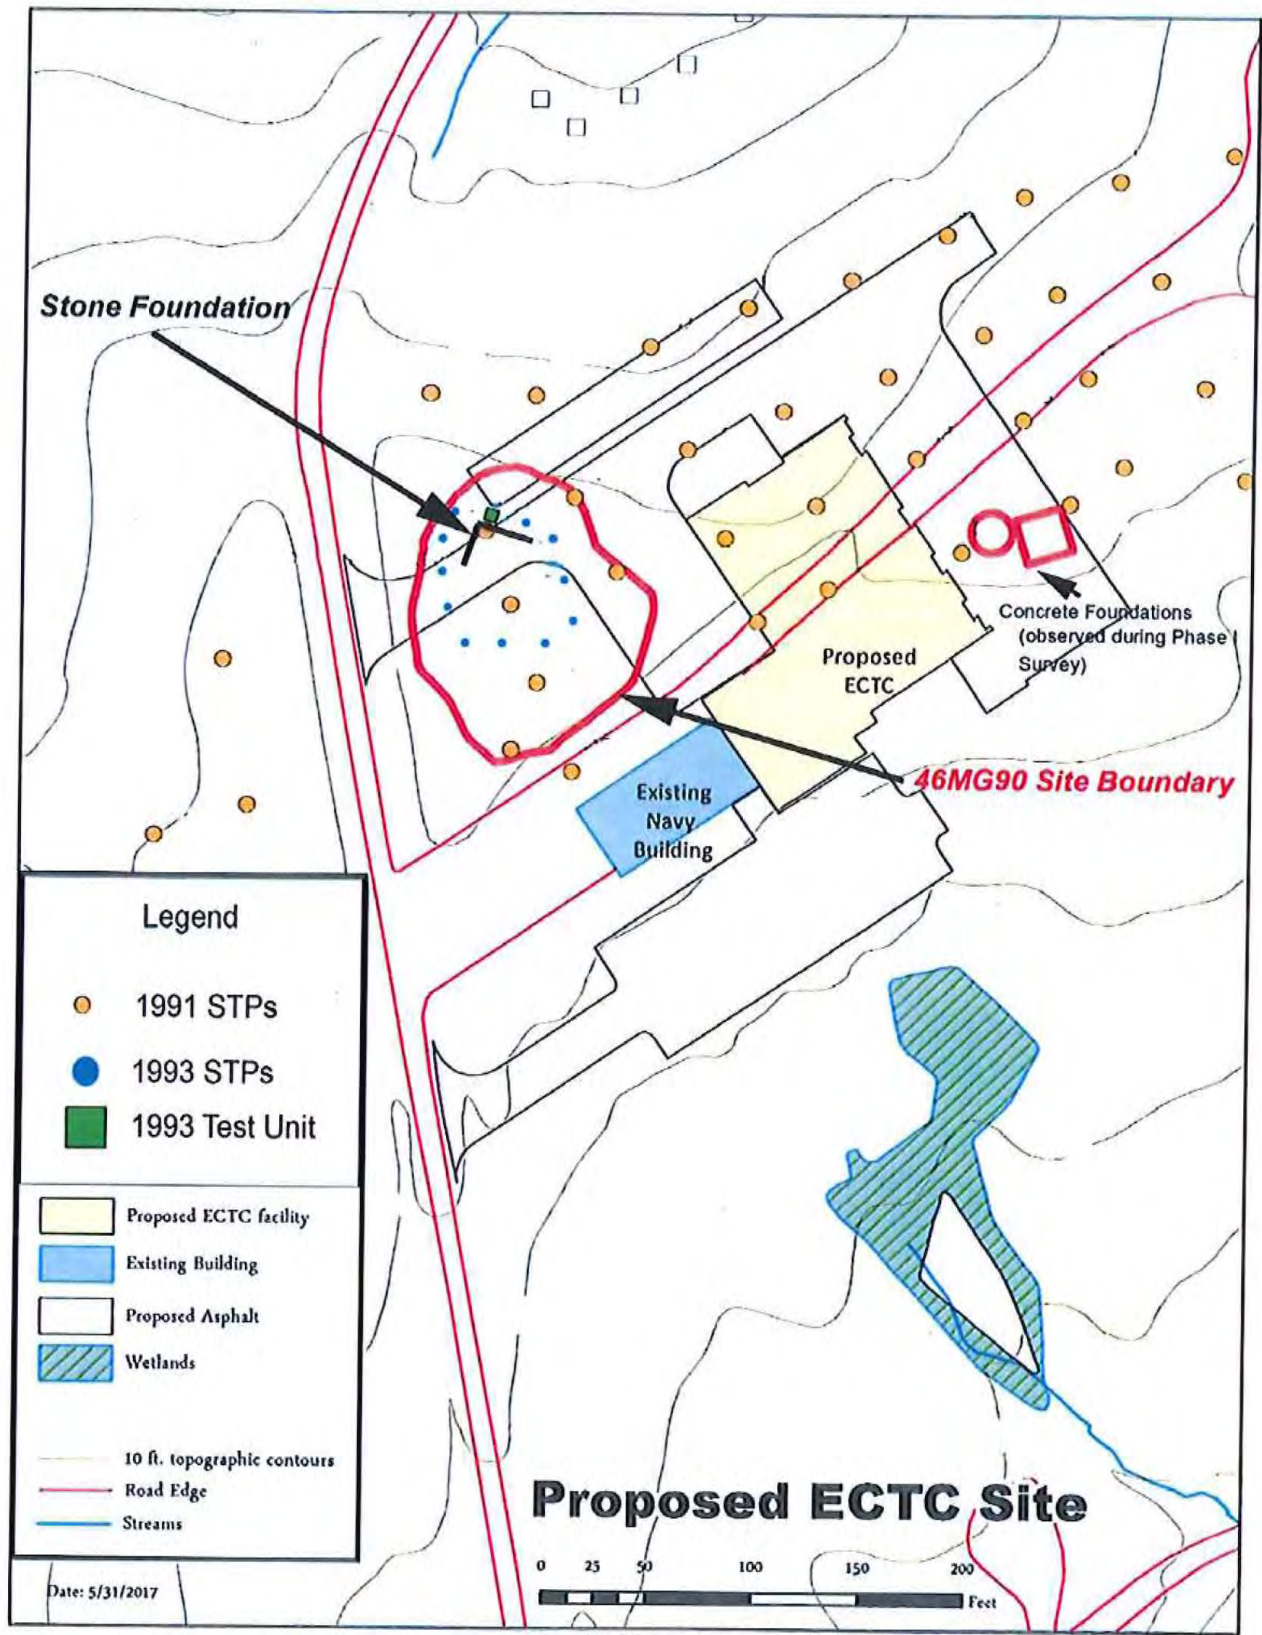 Stone Foundation
Concrete Foundations
(observed during Phase I
Survey)
Proposed
ECTC
46MG90 Site Boundary
Existing
Navy
Building
Legend
1991 STPs
1993 STPs
1993 Test Unit
Proposed ECTC facility
Existing Building
Proposed Asphalt
Wetlands
10 ft. topographic contours
Road Edge
Streams
Date: 5/31/2017
Proposed ECTC Site
0 25 50 100 150 200
Feet